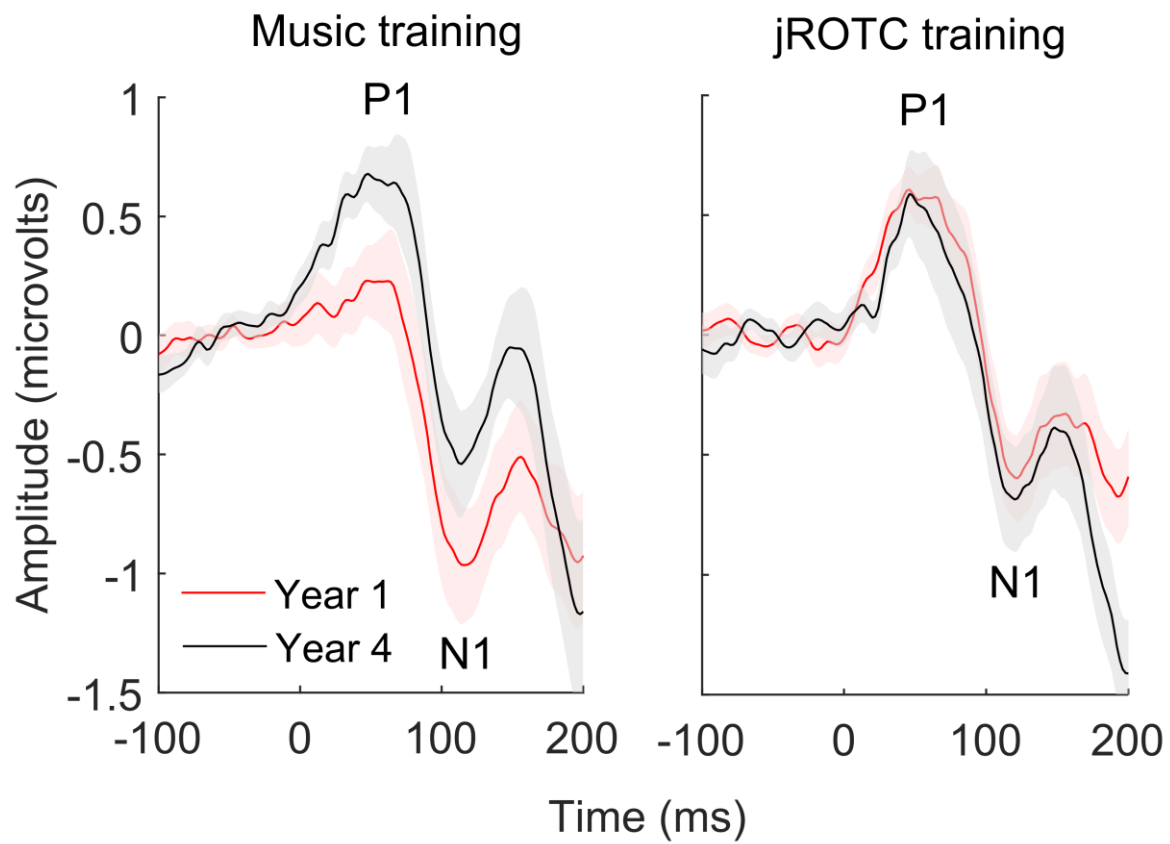 Music training
jROTC training
P1
P1
1
0.5
0
-0.5
-1
-1.5
Amplitude (microvolts)
Year 1
Year 4
N1
N1
-100 0 100 200
-100 0 100 200
Time (ms)